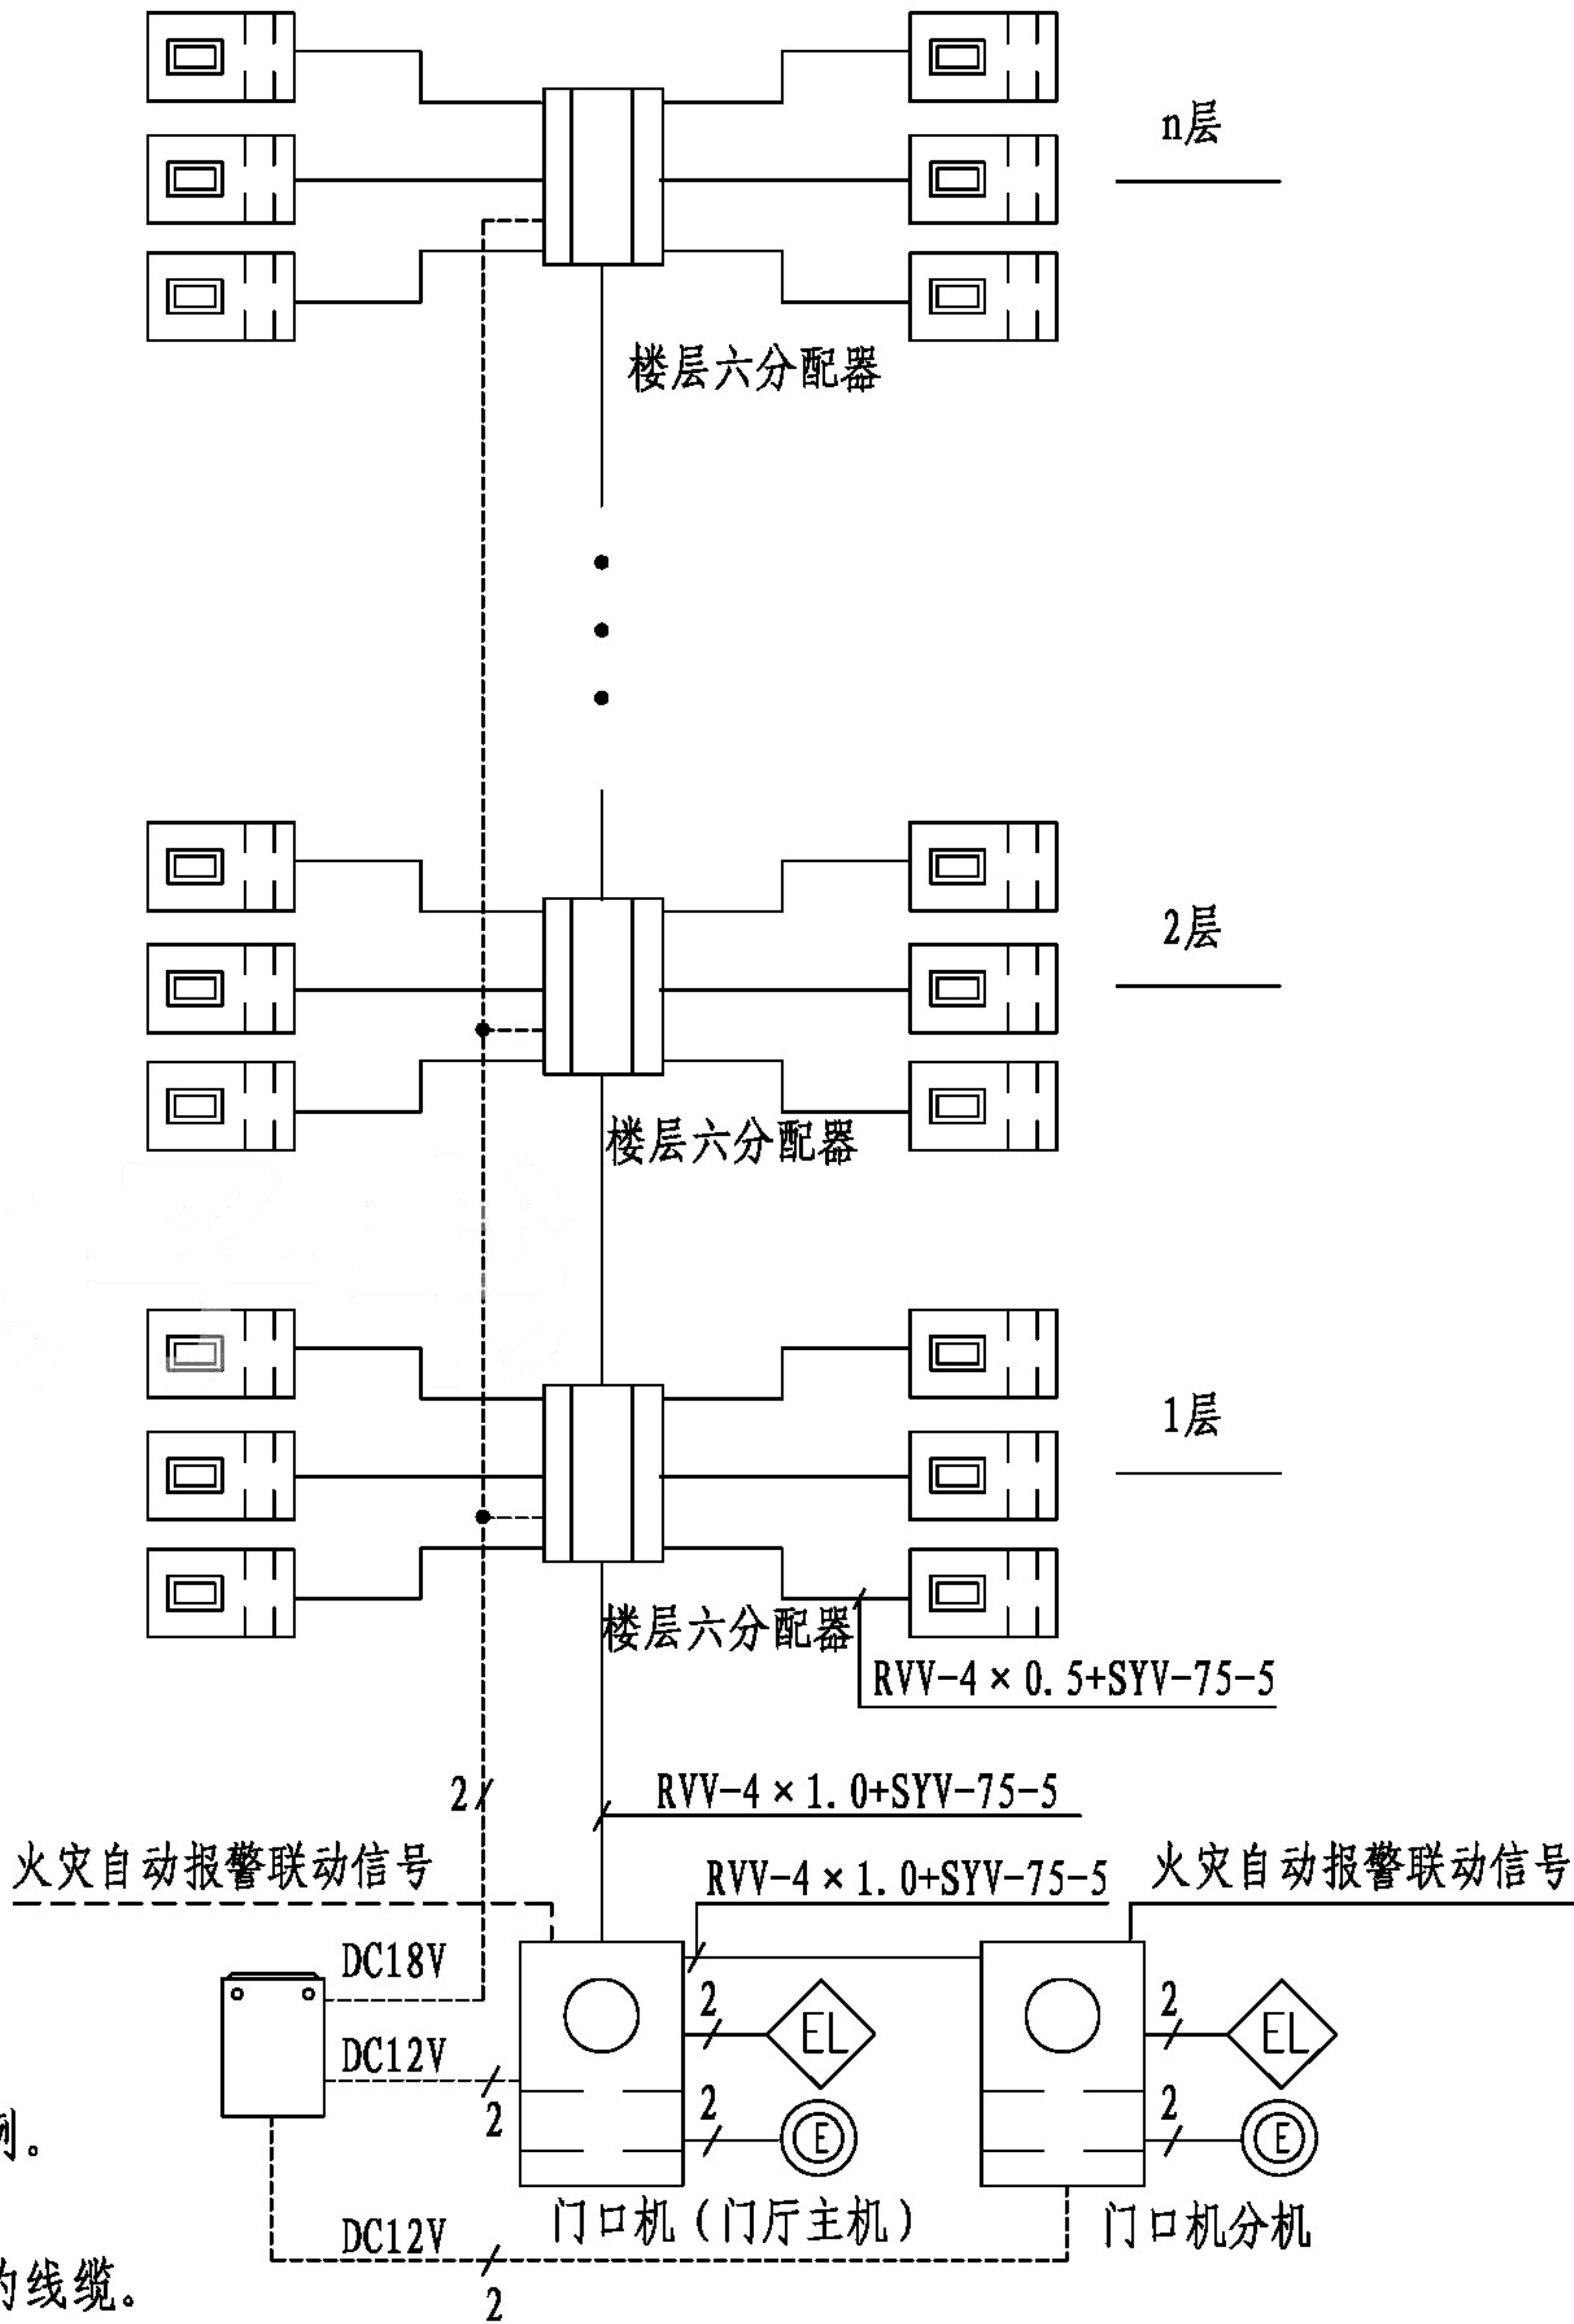 n层
楼层六分配器
2层
楼层六分配器
1层
楼层六分配器
RVV-4×0.5+SYV-75-5
2
RVV-4×1.0+SYV-75-5
火灾自动报警联动信号
RVV-4×1.0+SYV-75-5
火灾自动报警联动信号
DC18V
2
EL
2
EL
DC12V
2
2
E
2
E
门口机(门厅主机)
门口机分机
DC12V
2
例。
的线缆。